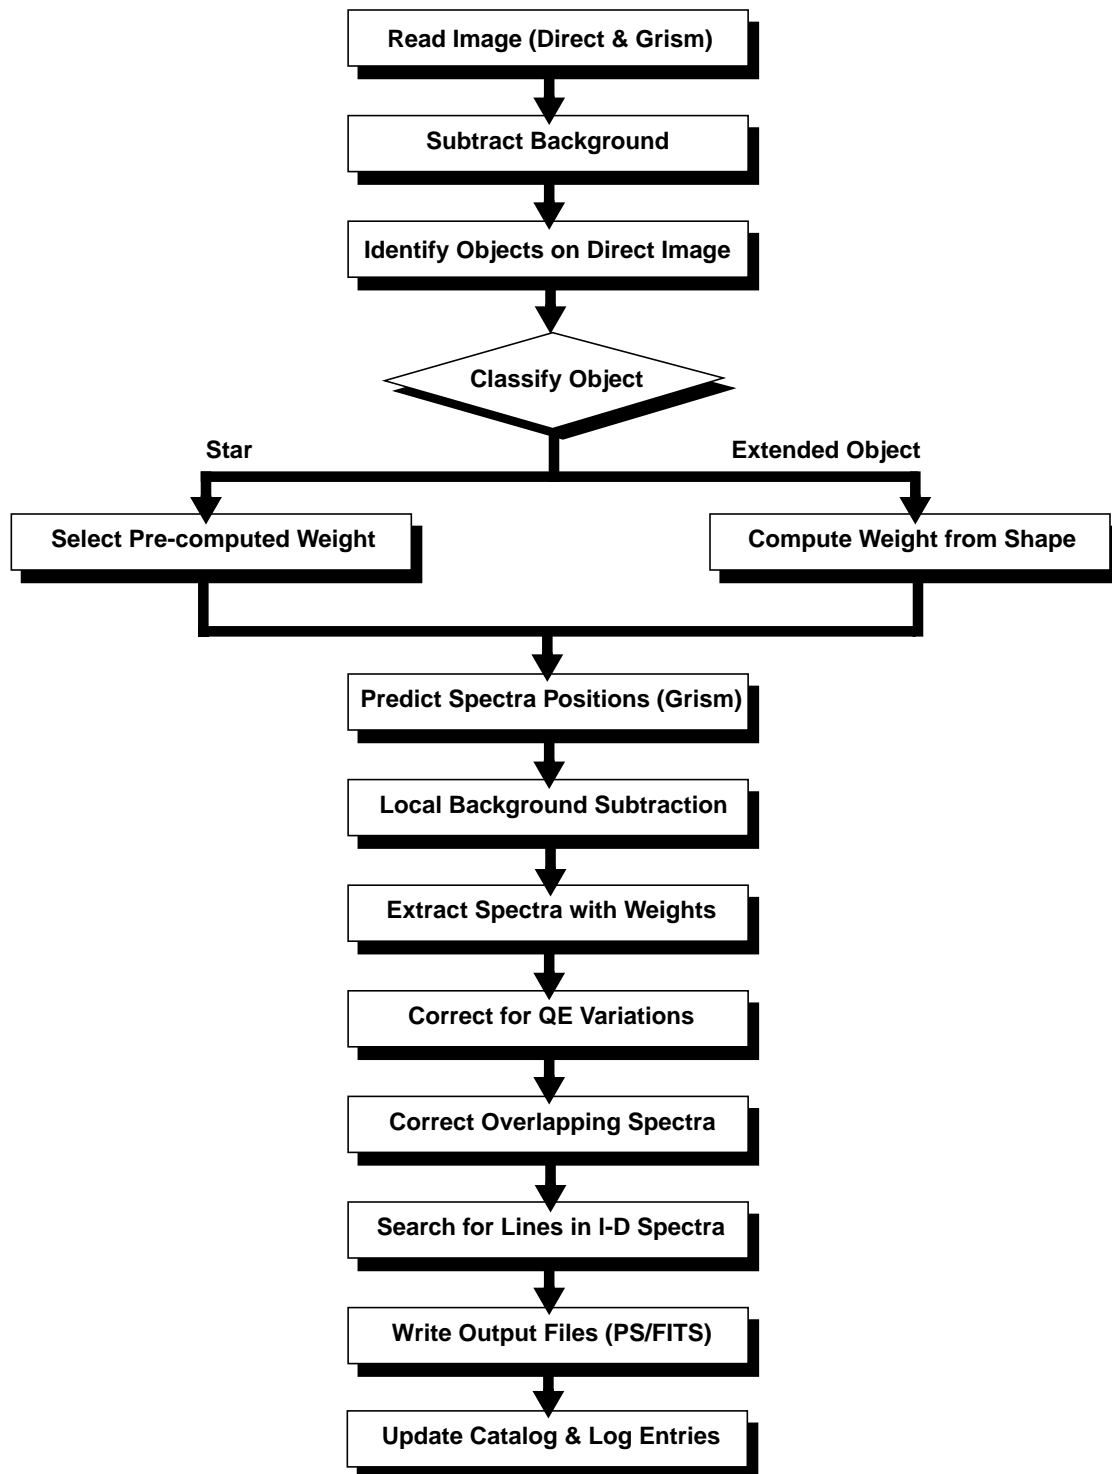 Read Image (Direct & Grism)
Subtract Background
Identify Objects on Direct Image
Classify Object
Star
Extended Object
Select Pre-computed Weight
Compute Weight from Shape
Predict Spectra Positions (Grism)
Local Background Subtraction
Extract Spectra with Weights
Correct for QE Variations
Correct Overlapping Spectra
Search for Lines in I-D Spectra
Write Output Files (PS/FITS)
Update Catalog & Log Entries